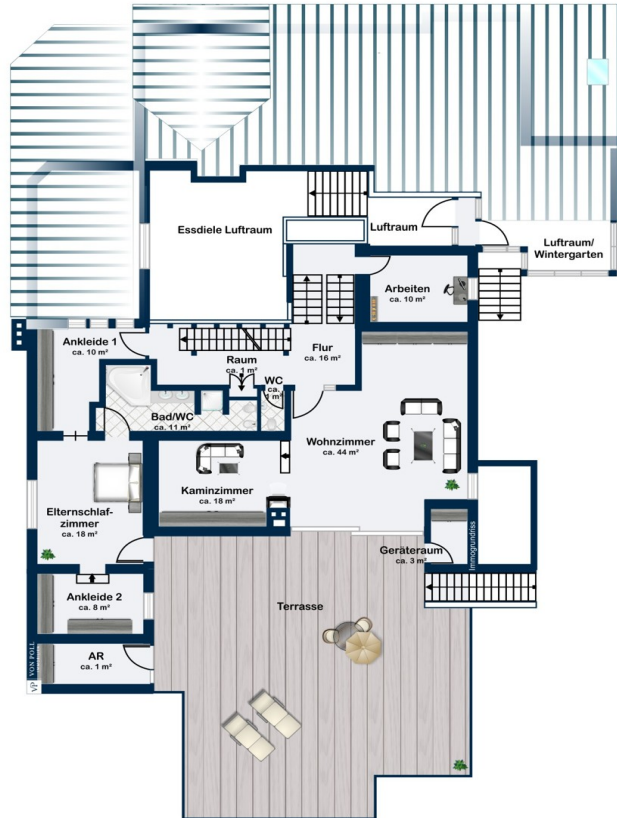 Essdiele Luftraum
Luftraum
Luftraum/
Wintergarten
Arbeiten
ca. 10 m²
Ankleide 1
ca. 10 m²
Flur
ca. 16 m²
Raum
ca. 1 m²
WC
ca.
1 m²
Bad/WC
ca. 11 m²
Wohnzimmer
ca. 44 m²
Kaminzimmer
ca. 18 m²
Elternschlaf-
zimmer
ca. 18 m²
Geräteraum
ca. 3 m²
Immogrundriss
Ankleide 2
ca. 8 m²
Terrasse
AR
ca. 1 m²
VP VON POLL